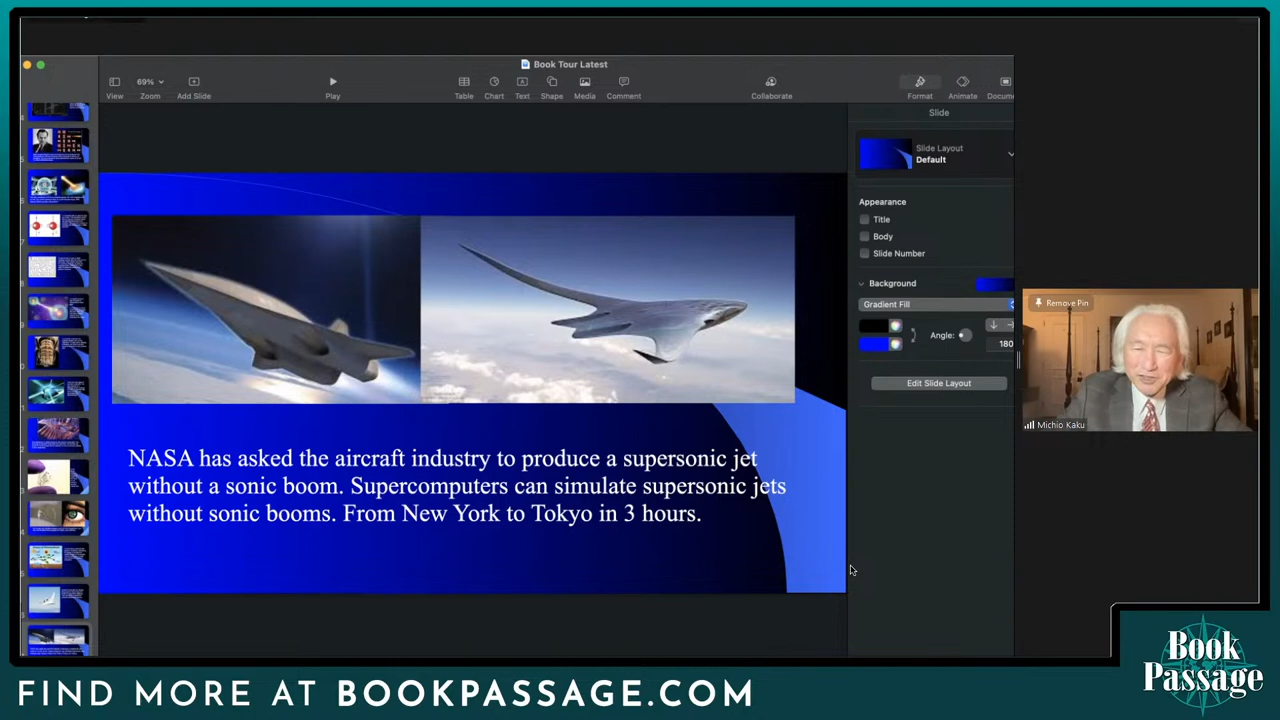 Book Tour Latest
View
69%
Zoom
Add Slide
Play
Table
Chart
Text
Shape
Media
Comment
Collaborate
Format
Animate
Docum
Slide
Slide Layout
Default
Appearance
Title
Body
Slide Number
Background
Gradient Fill
Angle:
180
Edit Slide Layout
NASA has asked the aircraft industry to produce a supersonic jet
without a sonic boom. Supercomputers can simulate supersonic jets
without sonic booms. From New York to Tokyo in 3 hours.
Remove Pin
Michio Kaku
Book
Passage
FIND MORE AT BOOKPASSAGE.COM